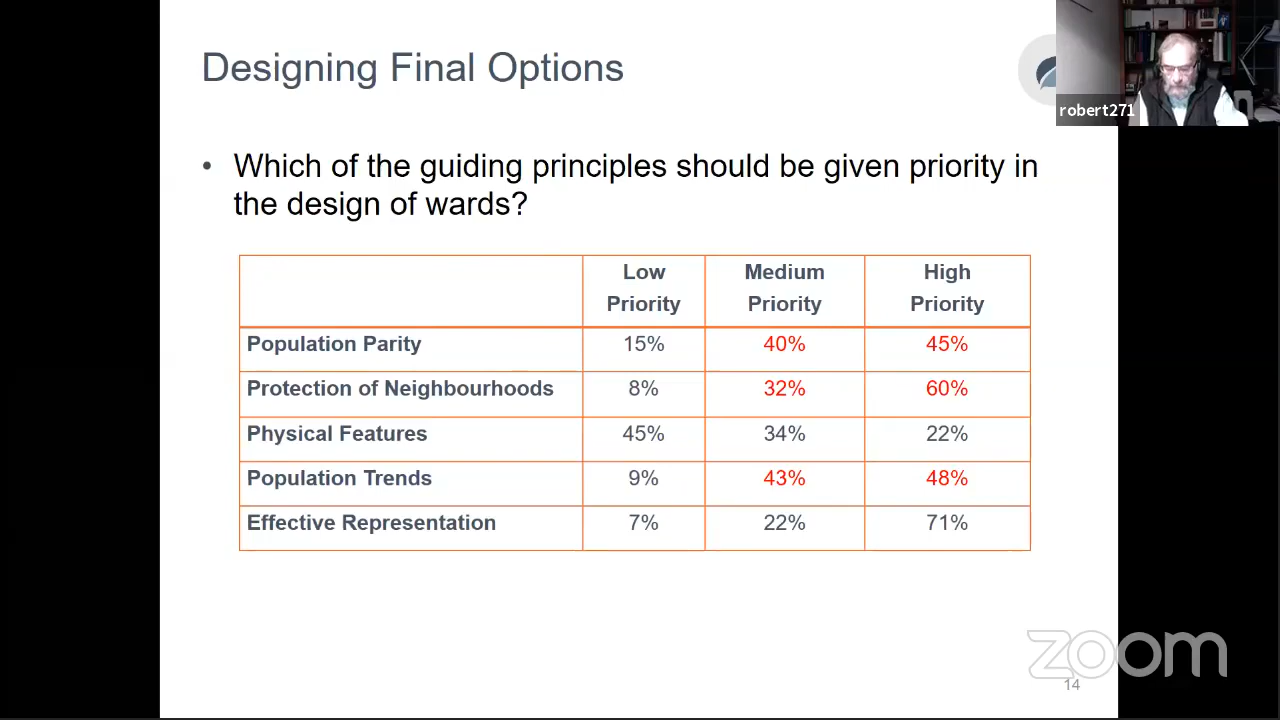 Designing Final Options
robert271
• Which of the guiding principles should be given priority in
the design of wards?
Low Priority Medium Priority High Priority
Population Parity 15% 40% 45%
Protection of Neighbourhoods 8% 32% 60%
Physical Features 45% 34% 22%
Population Trends 9% 43% 48%
Effective Representation 7% 22% 71%
zoom
14